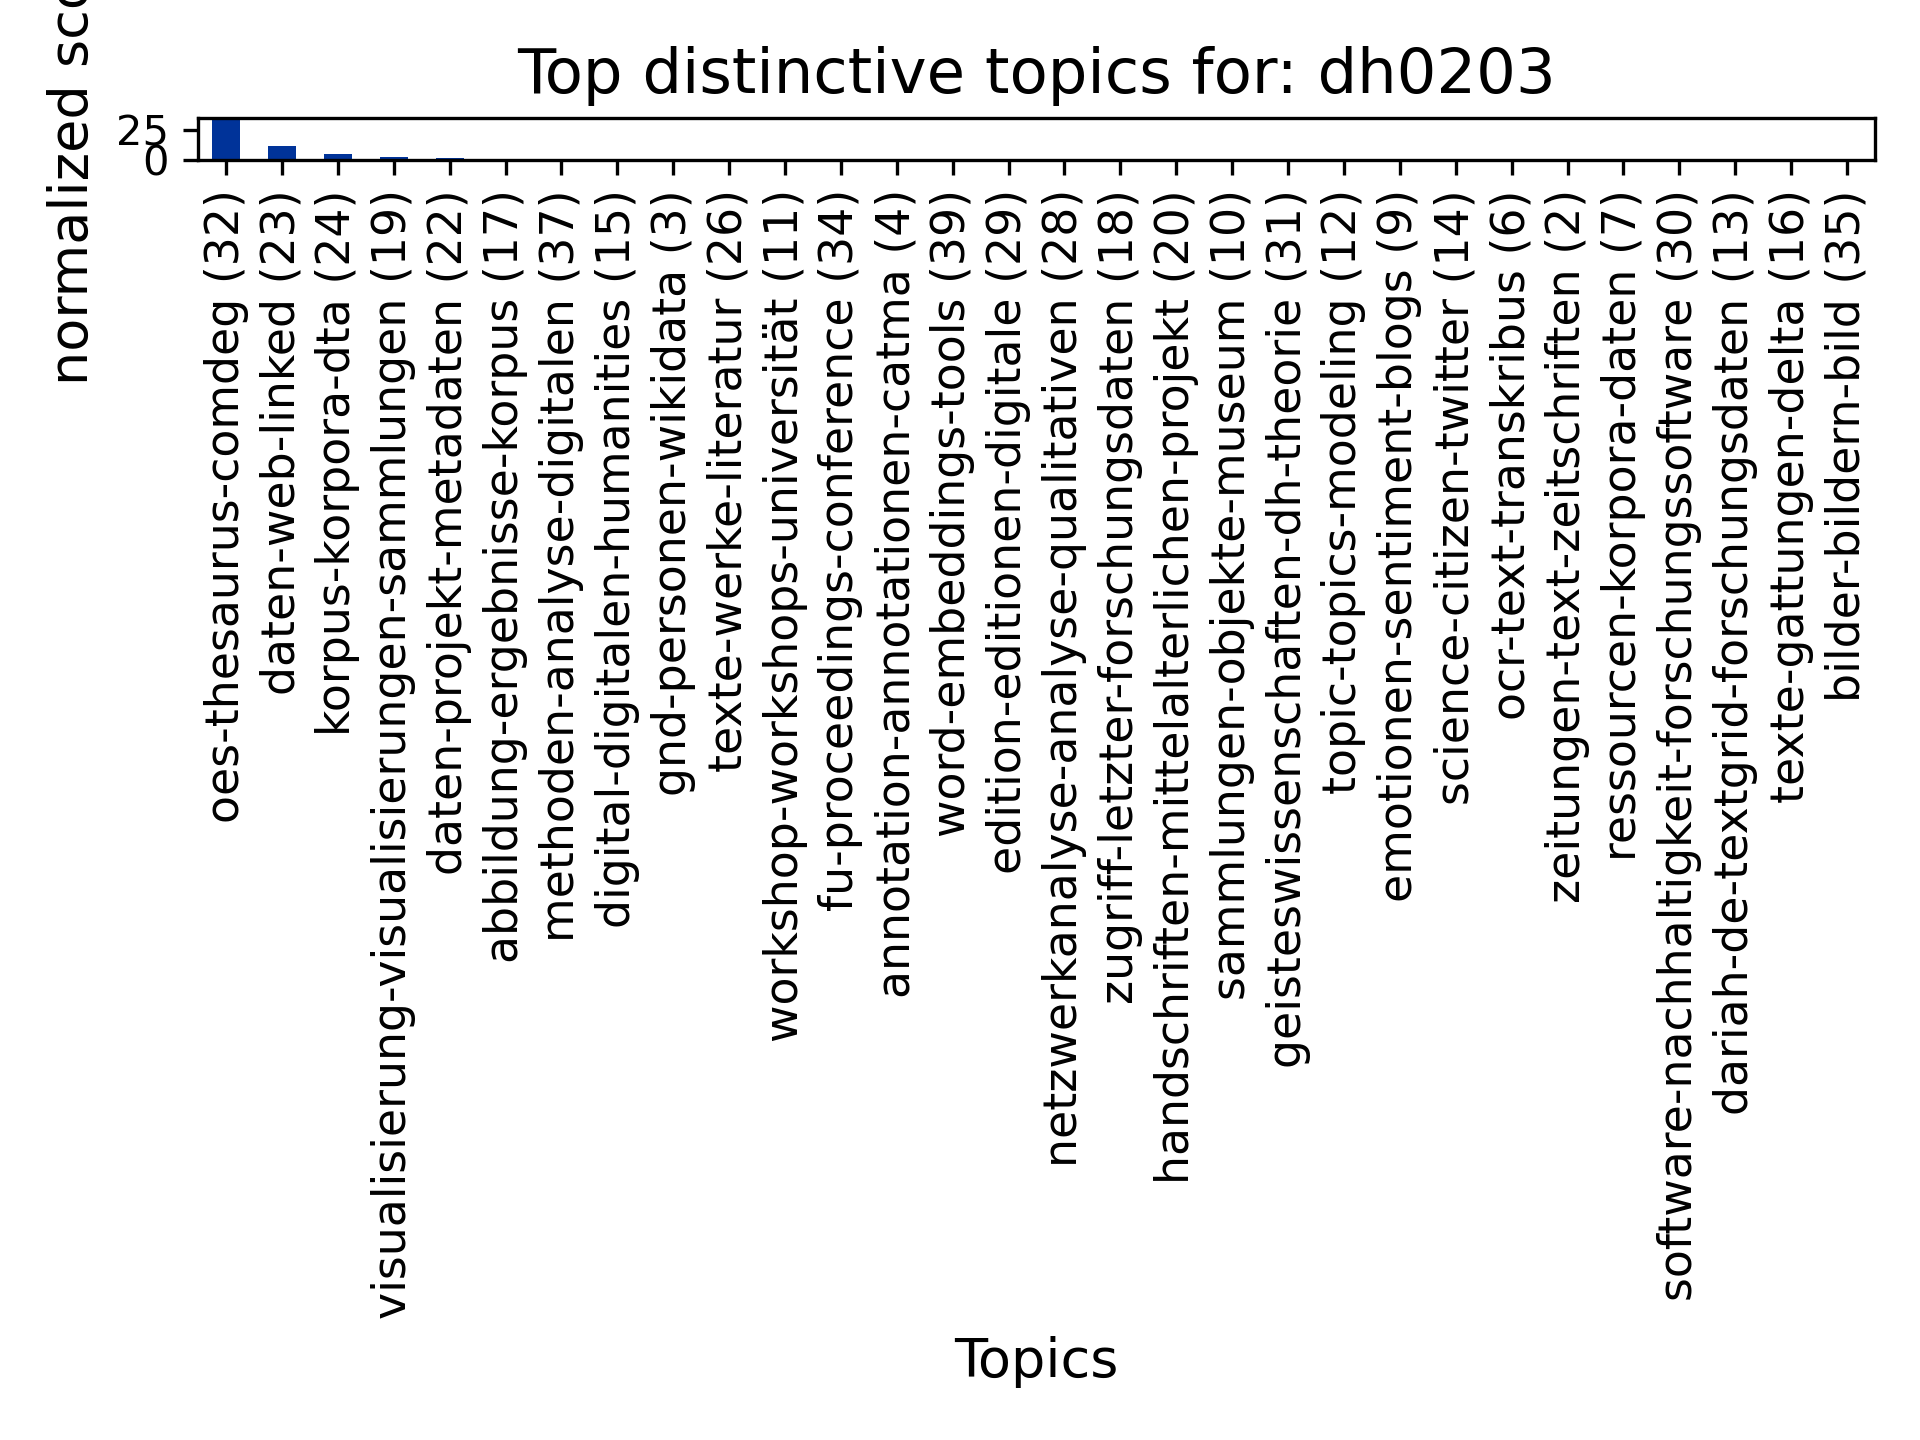 Top distinctive topics for: dh0203
normalized sco
25
0
oes-thesaurus-comdeg (32)
daten-web-linked (23)
korpus-korpora-dta (24)
visualisierung-visualisierungen-sammlungen (19)
daten-projekt-metadaten (22)
abbildung-ergebnisse-korpus (17)
methoden-analyse-digitalen (37)
digital-digitalen-humanities (15)
gnd-personen-wikidata (3)
texte-werke-literatur (26)
workshop-workshops-universität (11)
fu-proceedings-conference (34)
annotation-annotationen-catma (4)
word-embeddings-tools (39)
edition-editionen-digitale (29)
netzwerkanalyse-analyse-qualitativen (28)
zugriff-letzter-forschungsdaten (18)
handschriften-mittelalterlichen-projekt (20)
sammlungen-objekte-museum (10)
geisteswissenschaften-dh-theorie (31)
topic-topics-modeling (12)
emotionen-sentiment-blogs (9)
science-citizen-twitter (14)
ocr-text-transkribus (6)
zeitungen-text-zeitschriften (2)
ressourcen-korpora-daten (7)
software-nachhaltigkeit-forschungssoftware (30)
dariah-de-textgrid-forschungsdaten (13)
texte-gattungen-delta (16)
bilder-bildern-bild (35)
Topics